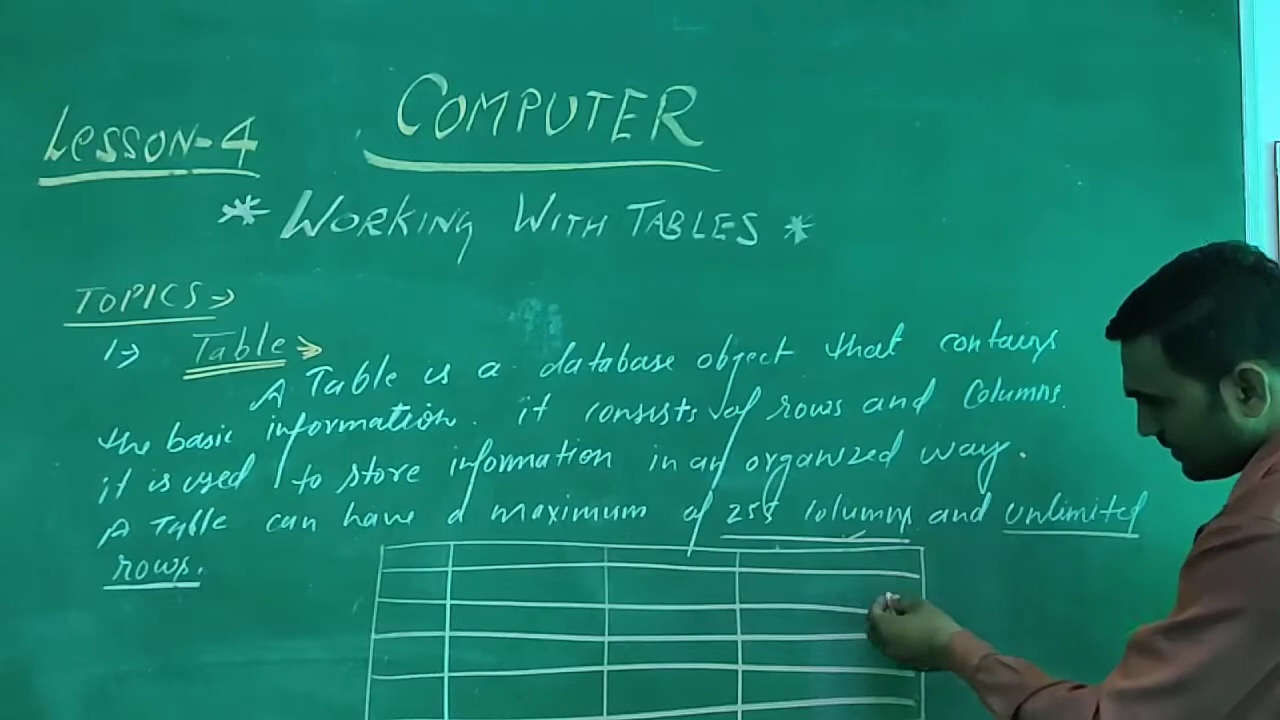 COMPUTER
LESSON-4
* WORKING WITH TABLES *
TOPICS →
1→ Table →
A Table is a database object that contains
the basic information. it consists of rows and Columns.
it is used to store information in an organized way.
A Table can have a maximum of 255 columns and unlimited
rows.